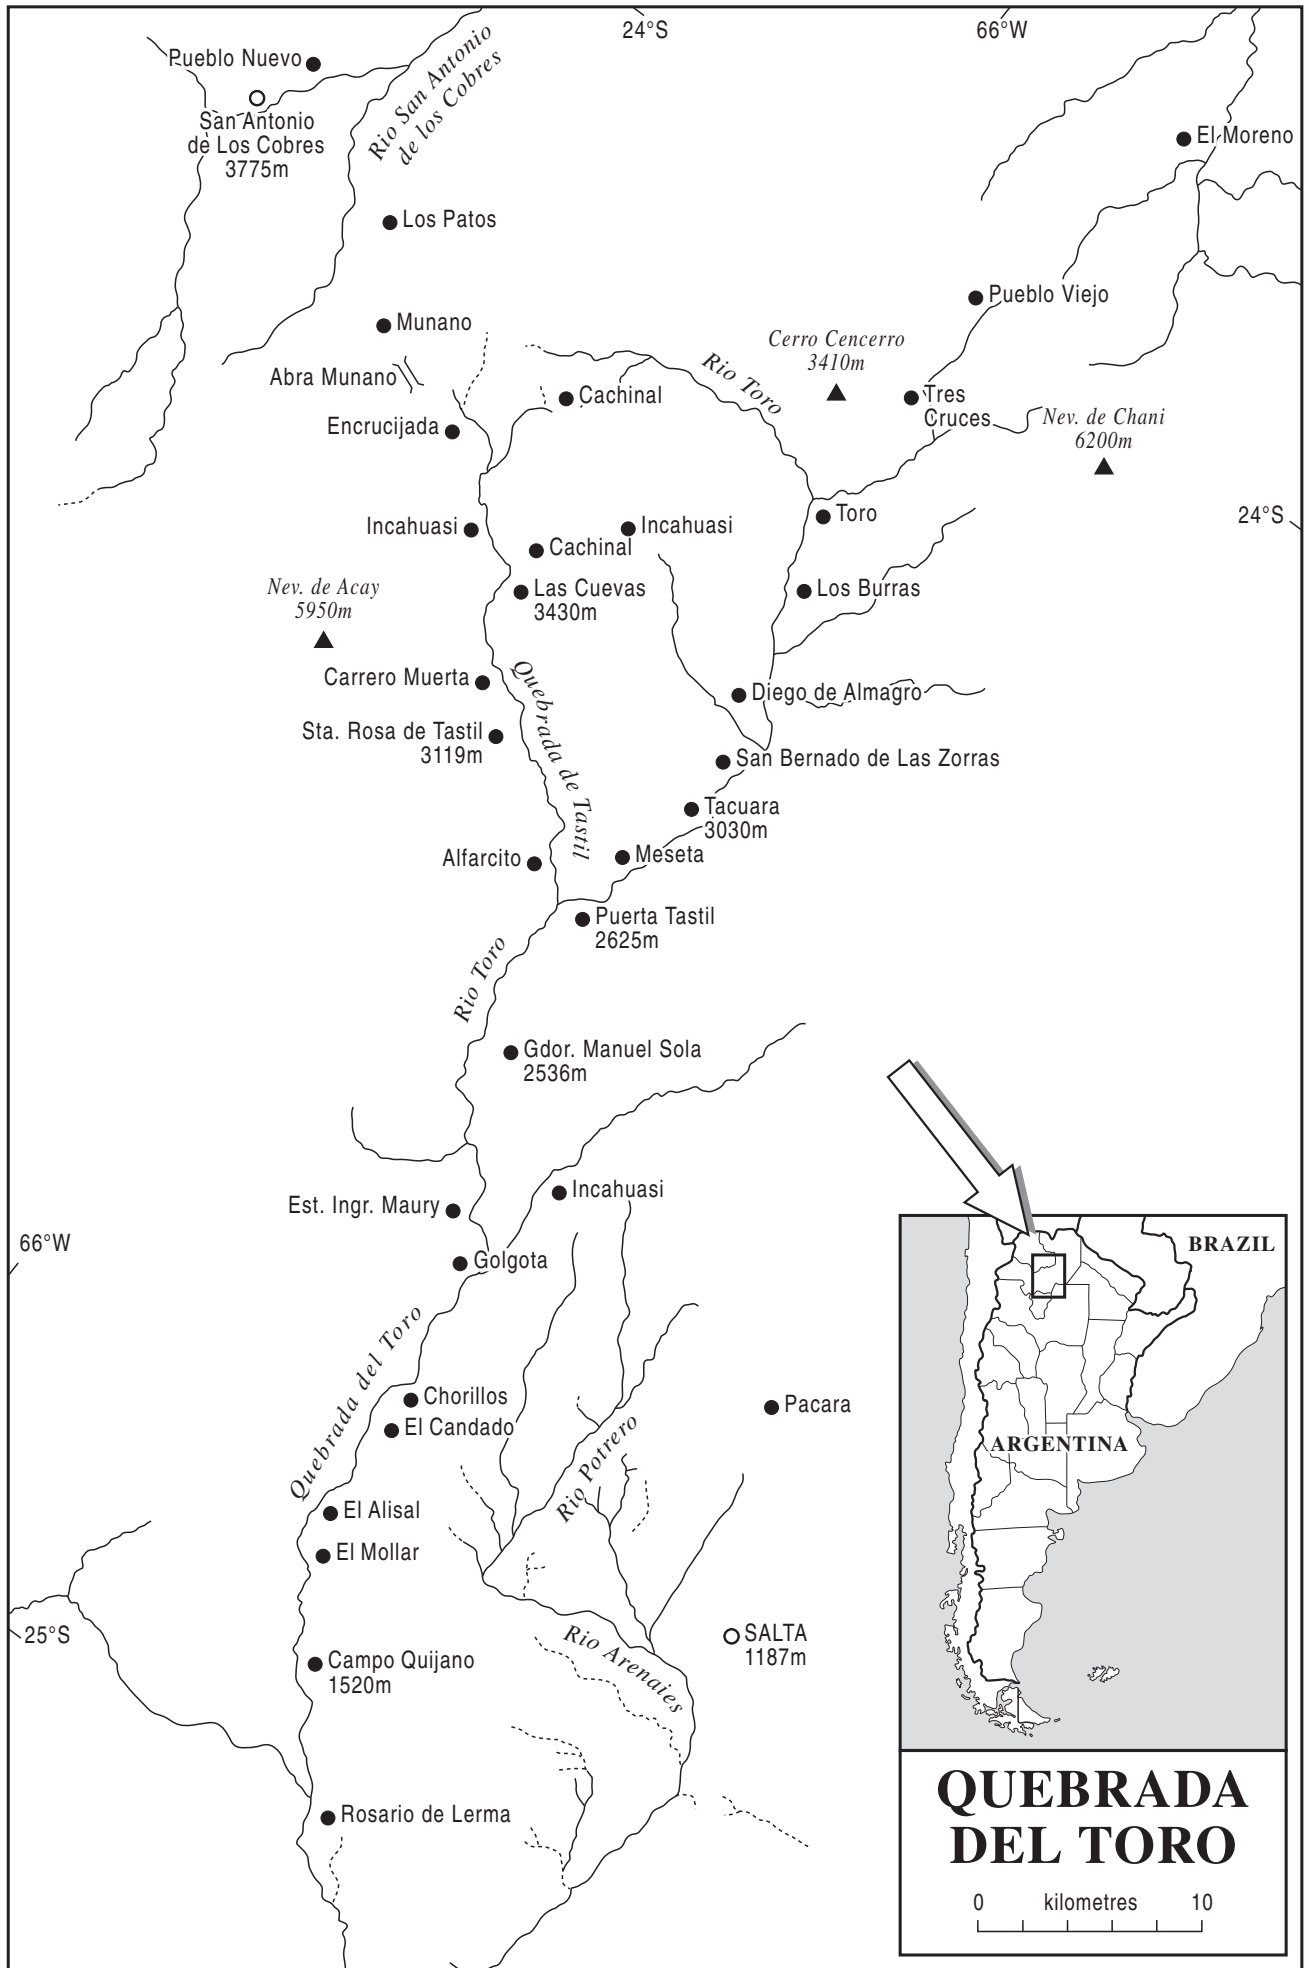 24°S
66°W
Pueblo Nuevo
San Antonio
de Los Cobres
3775m
Rio San Antonio
de los Cobres
El Moreno
Los Patos
Pueblo Viejo
Munano
Cerro Cencerro
3410m
Abra Munano
Rio Toro
Cachinal
Tres
Cruces
Nev. de Chani
6200m
Encrucijada
Incahuasi
Incahuasi
Toro
24°S
Cachinal
Nev. de Acay
5950m
Las Cuevas
3430m
Los Burras
Carrero Muerta
Quebrada de Tastil
Diego de Almagro
Sta. Rosa de Tastil
3119m
San Bernado de Las Zorras
Tacuara
3030m
Alfarcito
Meseta
Puerta Tastil
2625m
Rio Toro
Gdor. Manuel Sola
2536m
Est. Ingr. Maury
Incahuasi
66°W
Golgota
BRAZIL
Quebrada del Toro
Chorillos
El Candado
Pacara
Rio Potrero
ARGENTINA
El Alisal
El Mollar
25°S
SALTA
1187m
Rio Arenaies
Campo Quijano
1520m
Rosario de Lerma
QUEBRADA
DEL TORO
0 kilometres 10